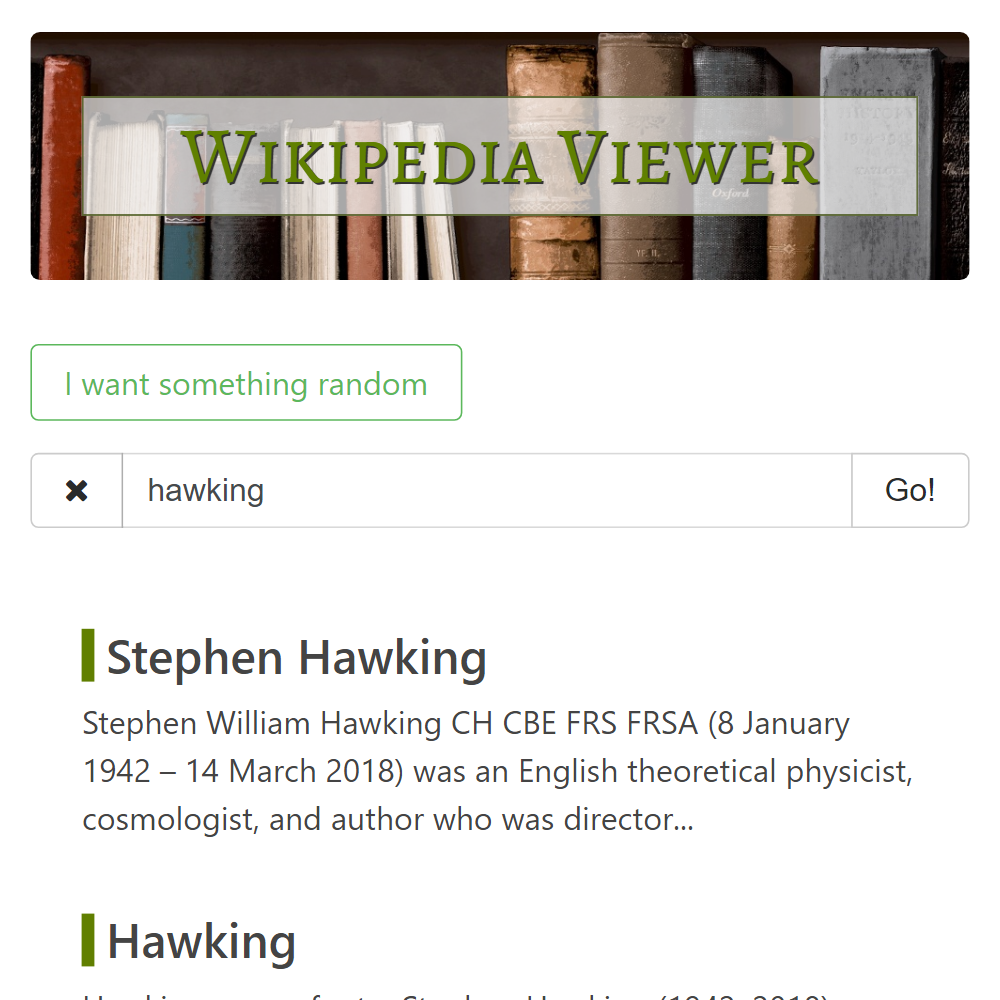 Wikipedia Viewer
Oxford
I want something random
✖ hawking Go!
Stephen Hawking
Stephen William Hawking CH CBE FRS FRSA (8 January
1942 – 14 March 2018) was an English theoretical physicist,
cosmologist, and author who was director...
Hawking